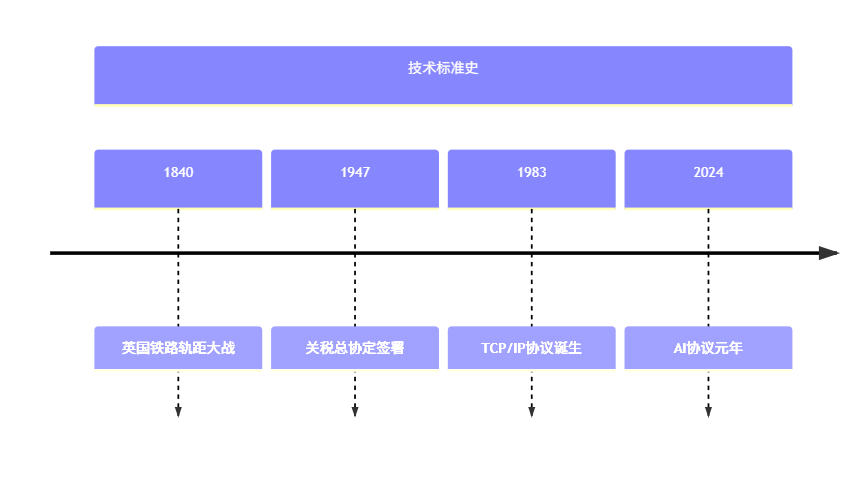 技术标准史
1840
1947
1983
2024
英国铁路轨距大战
关税总协定签署
TCP/IP协议诞生
AI协议元年